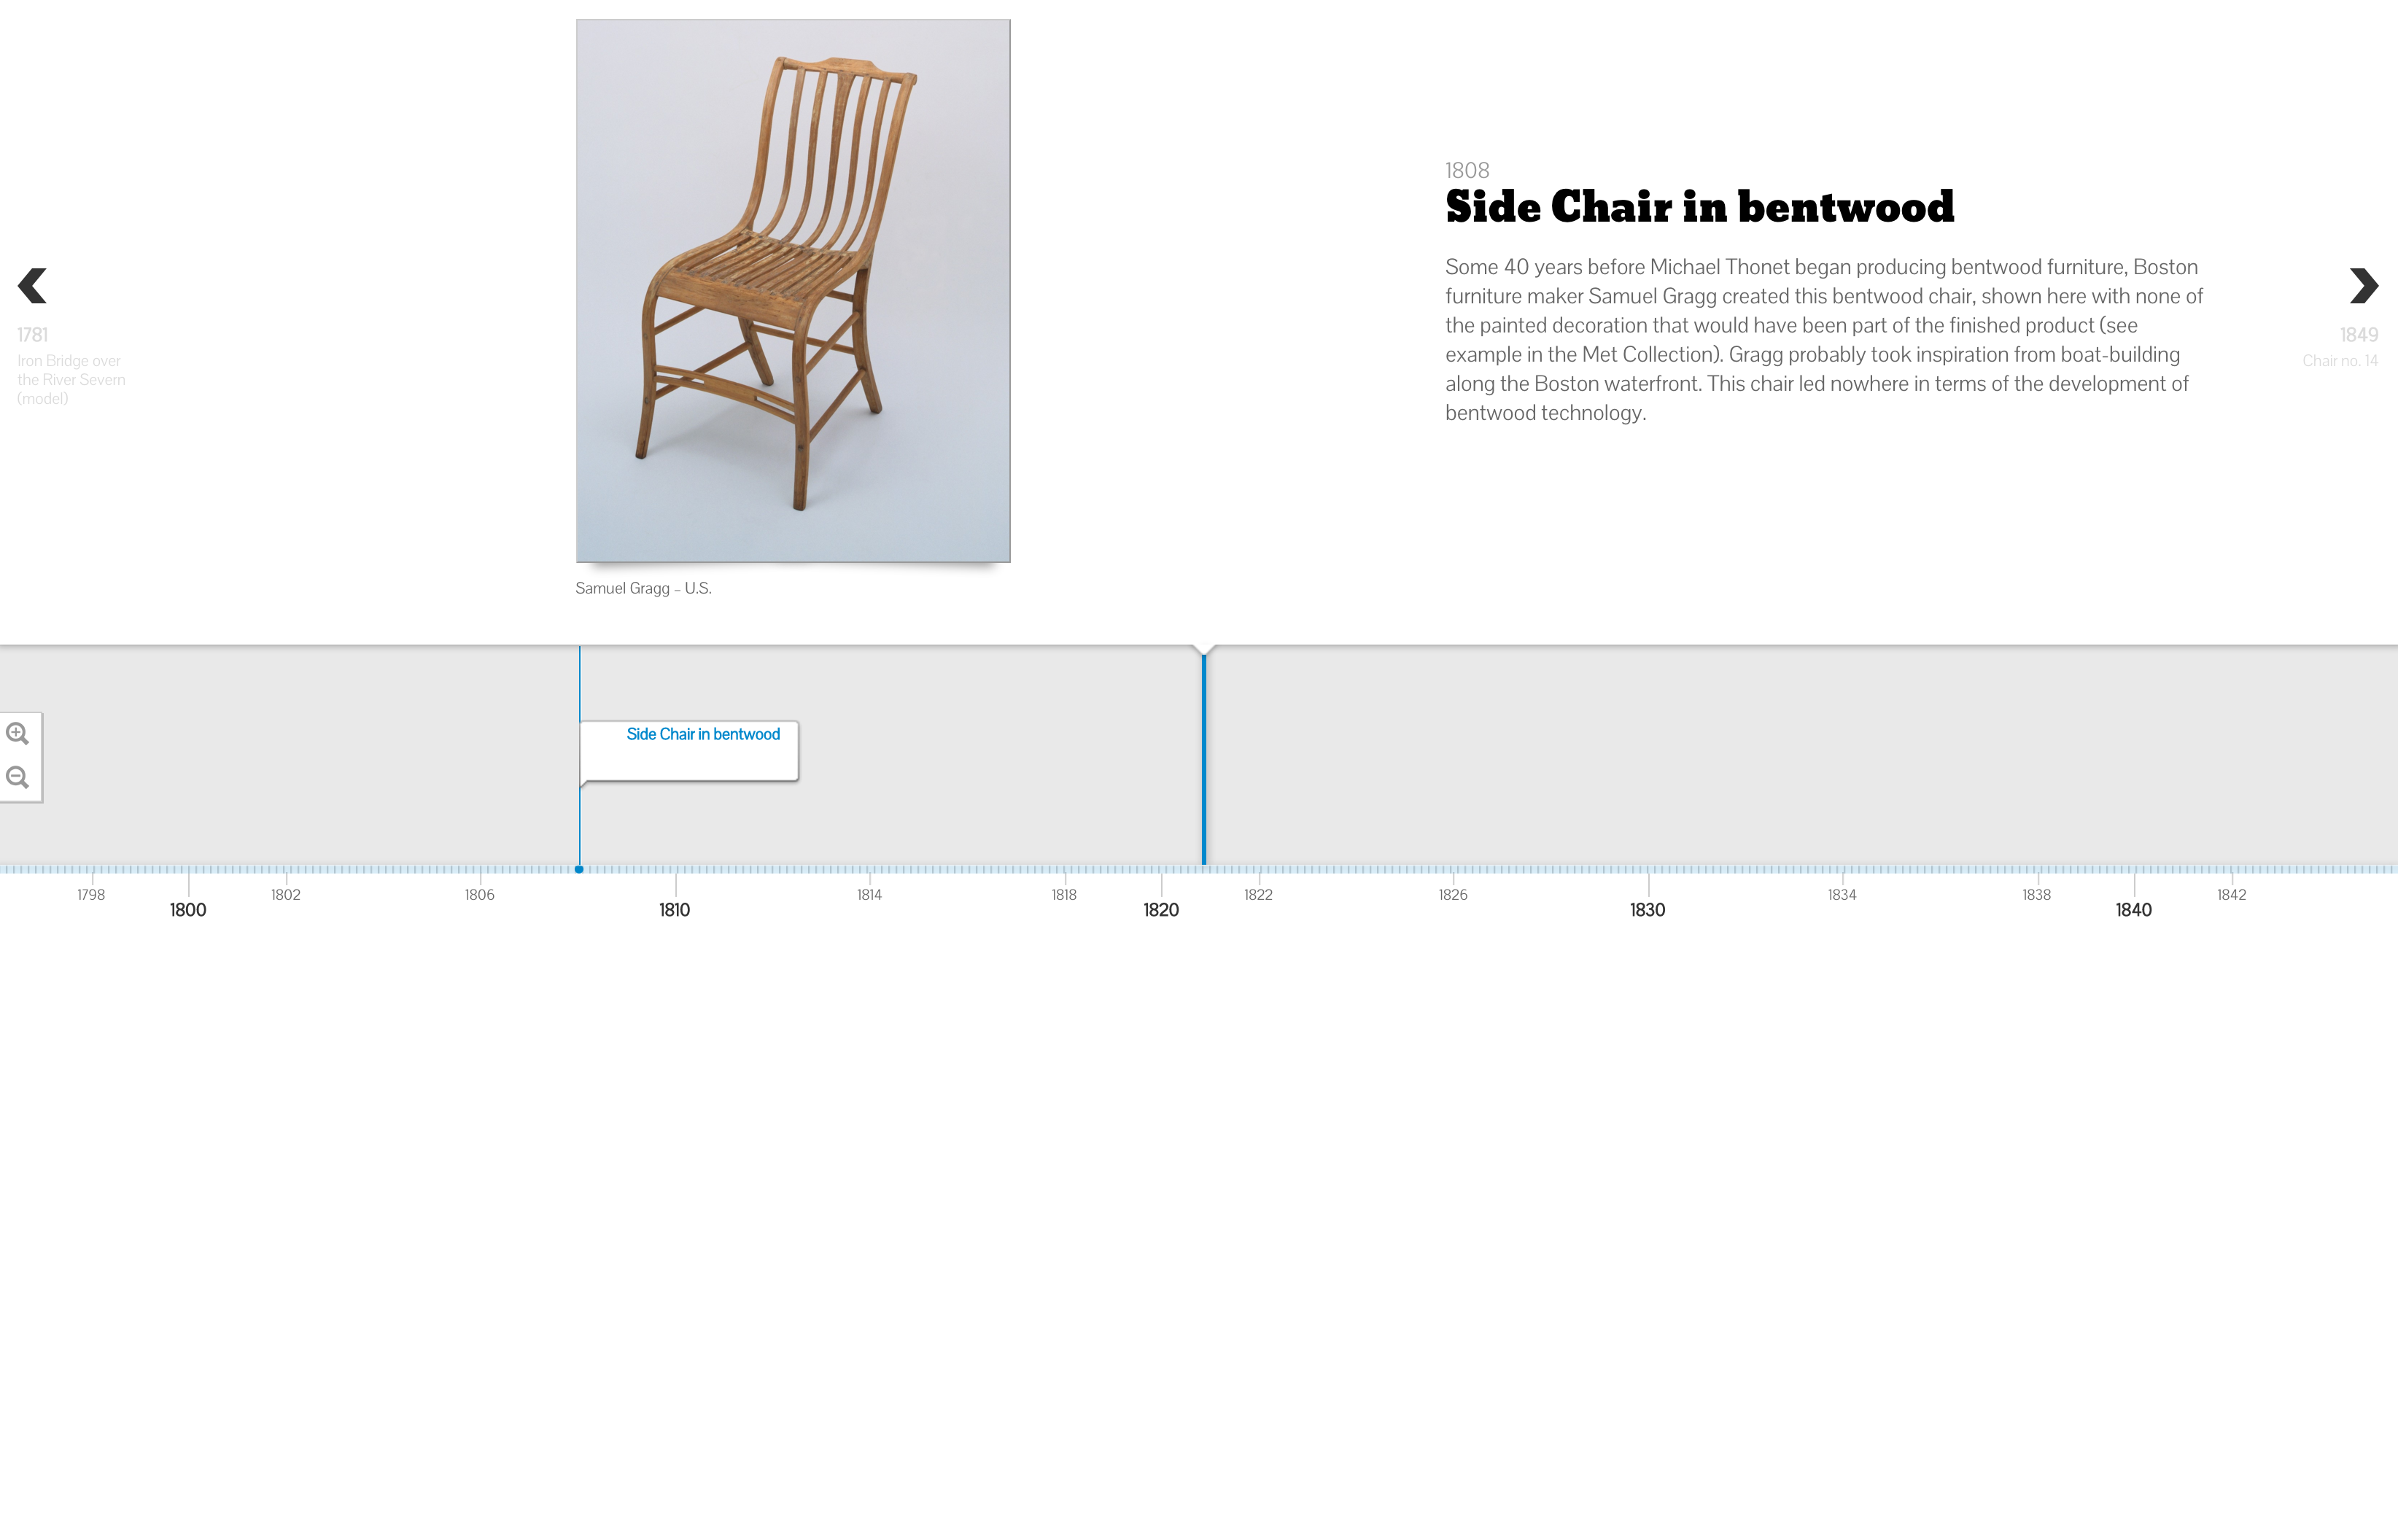 1808
Side Chair in bentwood
Some 40 years before Michael Thonet began producing bentwood furniture, Boston
furniture maker Samuel Gragg created this bentwood chair, shown here with none of
the painted decoration that would have been part of the finished product (see
example in the Met Collection). Gragg probably took inspiration from boat-building
along the Boston waterfront. This chair led nowhere in terms of the development of
bentwood technology.
1781
Iron Bridge over
the River Severn
(model)
1849
Chair no. 14
Samuel Gragg – U.S.
Side Chair in bentwood
1798
1802
1806
1814
1818
1822
1826
1834
1838
1842
1800
1810
1820
1830
1840